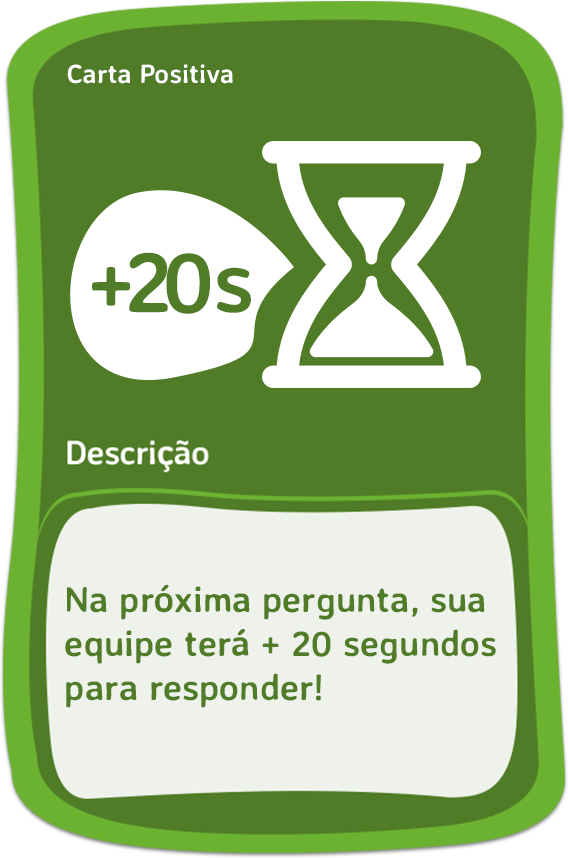 Carta Positiva
+20s
Descrição
Na próxima pergunta, sua
equipe terá + 20 segundos
para responder!